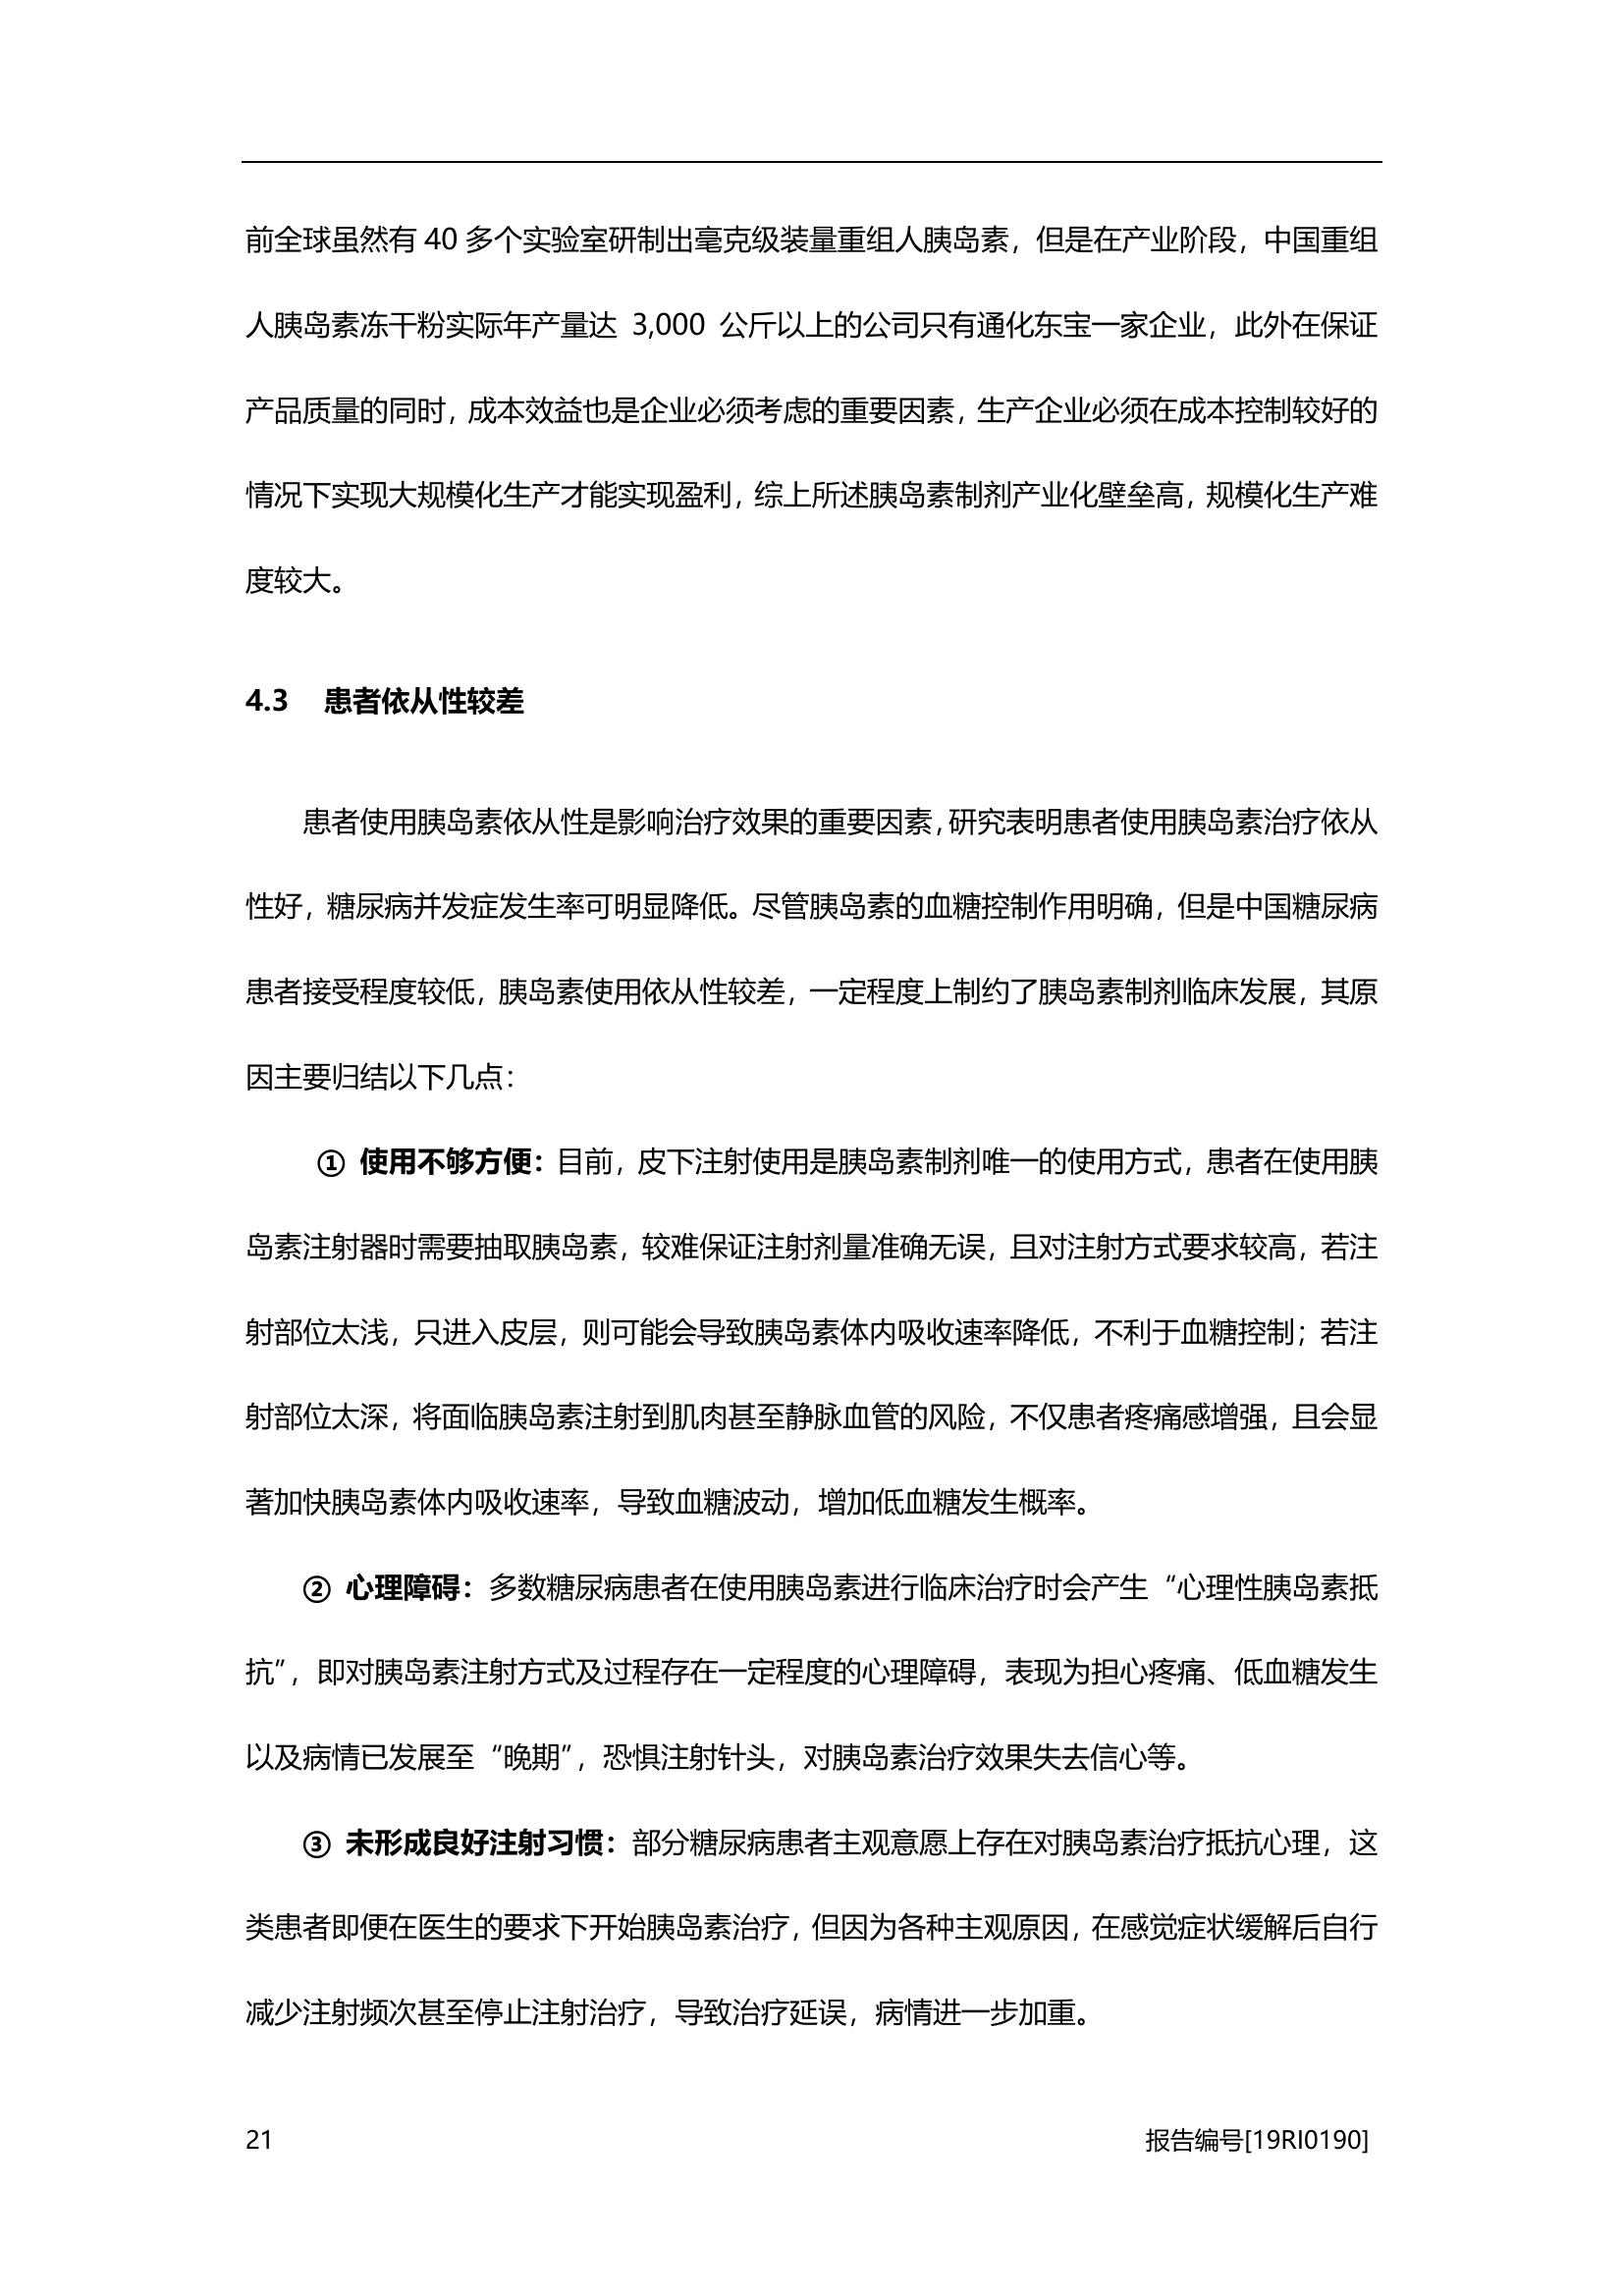 前全球虽然有 40 多个实验室研制出毫克级装量重组人胰岛素，但是在产业阶段，中国重组
人胰岛素冻干粉实际年产量达 3,000 公斤以上的公司只有通化东宝一家企业，此外在保证
产品质量的同时，成本效益也是企业必须考虑的重要因素，生产企业必须在成本控制较好的
情况下实现大规模化生产才能实现盈利，综上所述胰岛素制剂产业化壁垒高，规模化生产难
度较大。
4.3 患者依从性较差
患者使用胰岛素依从性是影响治疗效果的重要因素，研究表明患者使用胰岛素治疗依从
性好，糖尿病并发症发生率可明显降低。尽管胰岛素的血糖控制作用明确，但是中国糖尿病
患者接受程度较低，胰岛素使用依从性较差，一定程度上制约了胰岛素制剂临床发展，其原
因主要归结以下几点：
① 使用不够方便：目前，皮下注射使用是胰岛素制剂唯一的使用方式，患者在使用胰
岛素注射器时需要抽取胰岛素，较难保证注射剂量准确无误，且对注射方式要求较高，若注
射部位太浅，只进入皮层，则可能会导致胰岛素体内吸收速率降低，不利于血糖控制；若注
射部位太深，将面临胰岛素注射到肌肉甚至静脉血管的风险，不仅患者疼痛感增强，且会显
著加快胰岛素体内吸收速率，导致血糖波动，增加低血糖发生概率。
② 心理障碍：多数糖尿病患者在使用胰岛素进行临床治疗时会产生“心理性胰岛素抵
抗”，即对胰岛素注射方式及过程存在一定程度的心理障碍，表现为担心疼痛、低血糖发生
以及病情已发展至“晚期”，恐惧注射针头，对胰岛素治疗效果失去信心等。
③ 未形成良好注射习惯：部分糖尿病患者主观意愿上存在对胰岛素治疗抵抗心理，这
类患者即便在医生的要求下开始胰岛素治疗，但因为各种主观原因，在感觉症状缓解后自行
减少注射频次甚至停止注射治疗，导致治疗延误，病情进一步加重。
21 报告编号[19RI0190]